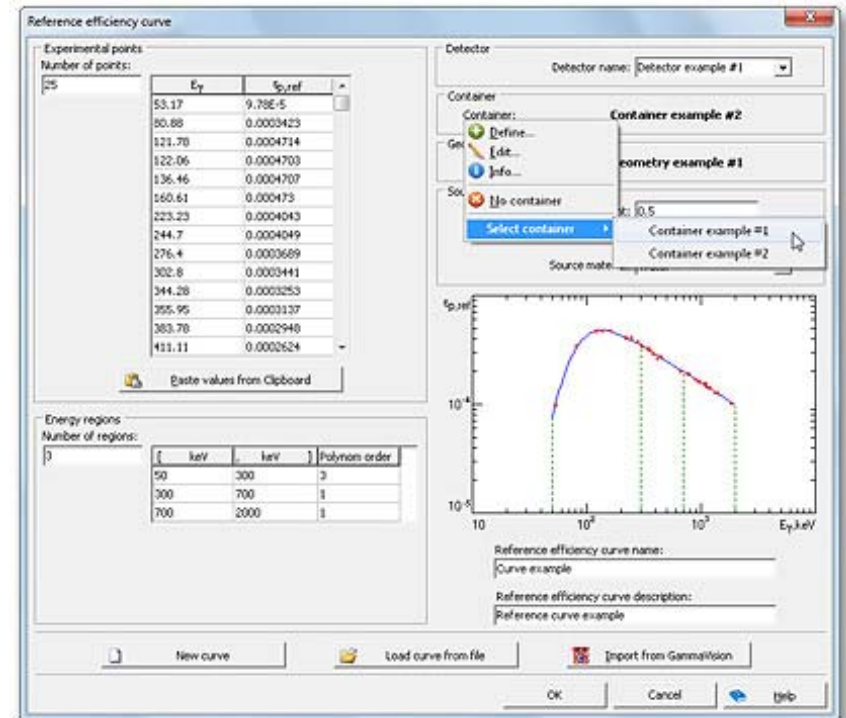 Reference efficiency curve
Experimental points
Number of points:
25
Eγ εp,ref
53.17 9.78E-5
80.88 0.0003423
121.78 0.0004714
122.06 0.0004703
136.46 0.0004707
160.61 0.000473
223.23 0.0004043
244.7 0.0004049
276.4 0.0003689
302.8 0.0003441
344.28 0.0003253
355.95 0.0003137
383.78 0.0002948
411.11 0.0002624
Paste values from Clipboard
Energy regions
Number of regions:
3
[ keV , keV ] Polynom order
50 300 3
300 700 1
700 2000 1
Detector
Detector name: Detector example #1
Container
Container: Container example #2
Define...
Edit...
Info...
No container
Select container
Container example #1
Container example #2
eometry example #1
0.5
Source mate
εp,ref
10⁻⁴
10⁻⁵
10 10² 10³ Eγ,keV
Reference efficiency curve name:
Curve example
Reference efficiency curve description:
Reference curve example
New curve
Load curve from file
Import from GammaVision
OK
Cancel
Help